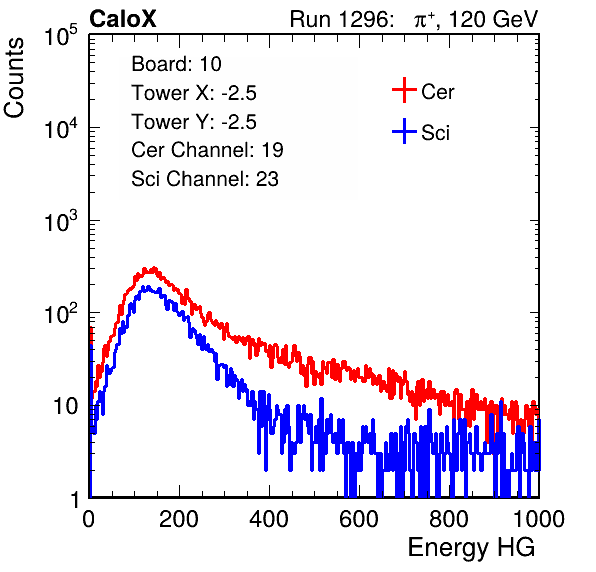 CaloX Run 1296: π⁺, 120 GeV
Board: 10
Tower X: -2.5
Tower Y: -2.5
Cer Channel: 19
Sci Channel: 23
Cer
Sci
Counts
10⁵
10⁴
10³
10²
10
1
0 200 400 600 800 1000
Energy HG